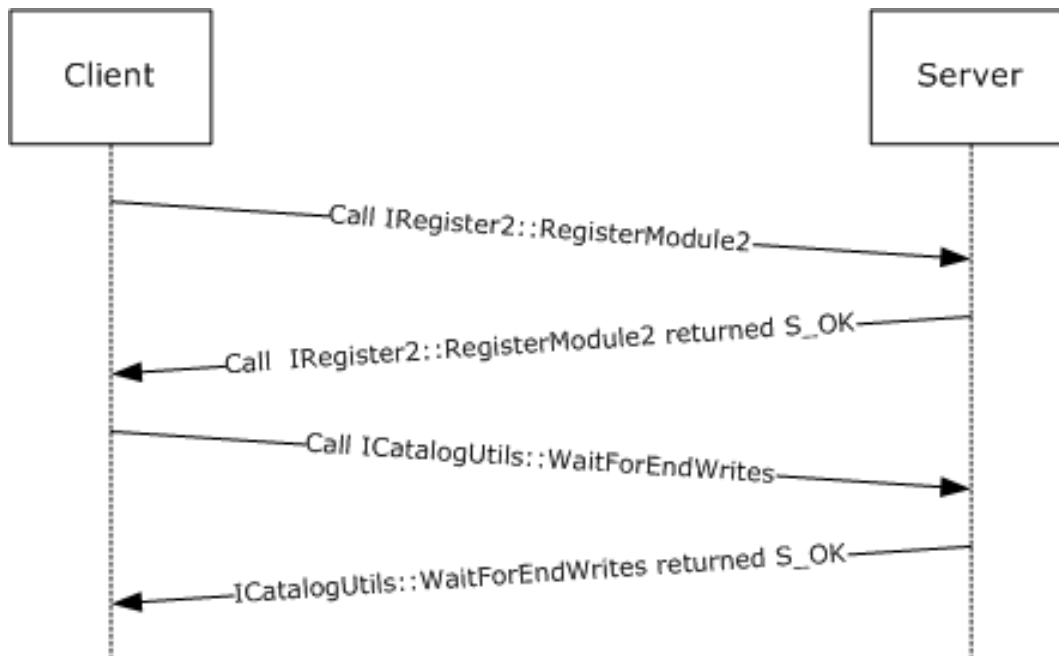 Client
Server
Call IRegister2::RegisterModule2
Call  IRegister2::RegisterModule2 returned S_OK
Call ICatalogUtils::WaitForEndWrites
ICatalogUtils::WaitForEndWrites returned S_OK